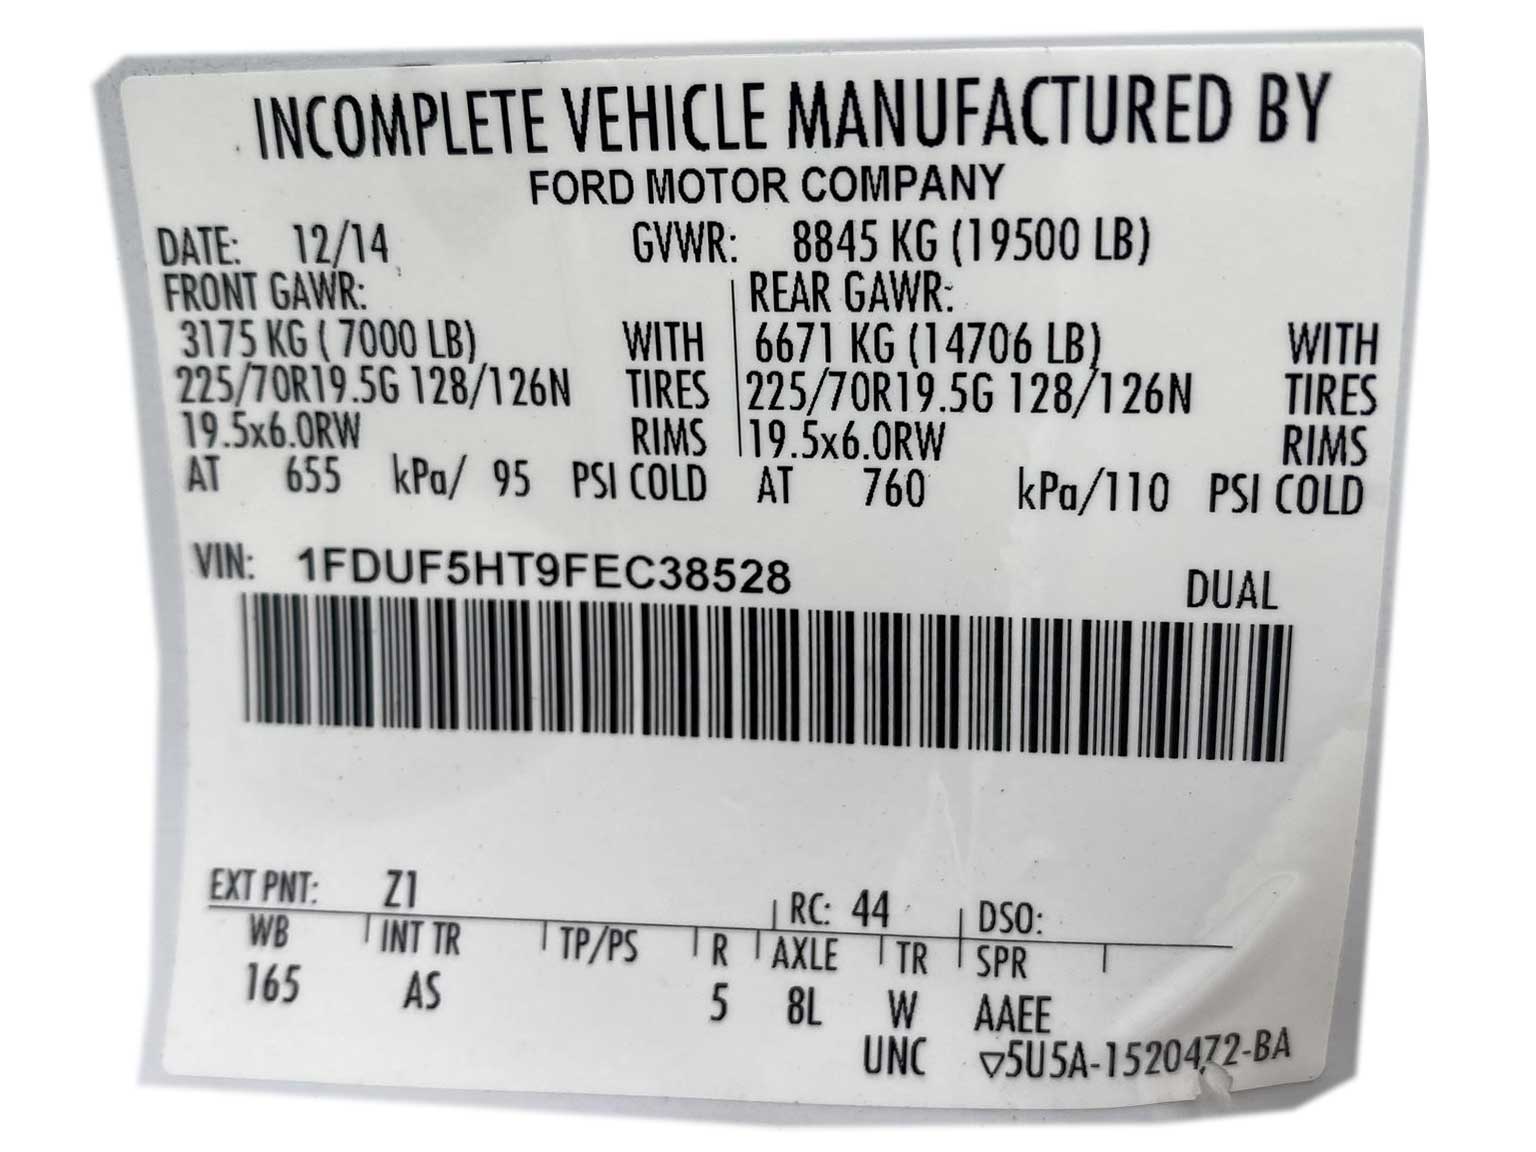 INCOMPLETE VEHICLE MANUFACTURED BY
FORD MOTOR COMPANY
DATE: 12/14 GVWR: 8845 KG (19500 LB)
FRONT GAWR: REAR GAWR:
3175 KG ( 7000 LB) WITH 6671 KG (14706 LB) WITH
225/70R19.5G 128/126N TIRES 225/70R19.5G 128/126N TIRES
19.5x6.0RW RIMS 19.5x6.0RW RIMS
AT 655 kPa/ 95 PSI COLD AT 760 kPa/110 PSI COLD
VIN: 1FDUF5HT9FEC38528
DUAL
EXT PNT: Z1 RC: 44 DSO:
WB INT TR TP/PS R AXLE TR SPR
165 AS 5 8L W AAEE
UNC ▽5U5A-1520472-BA